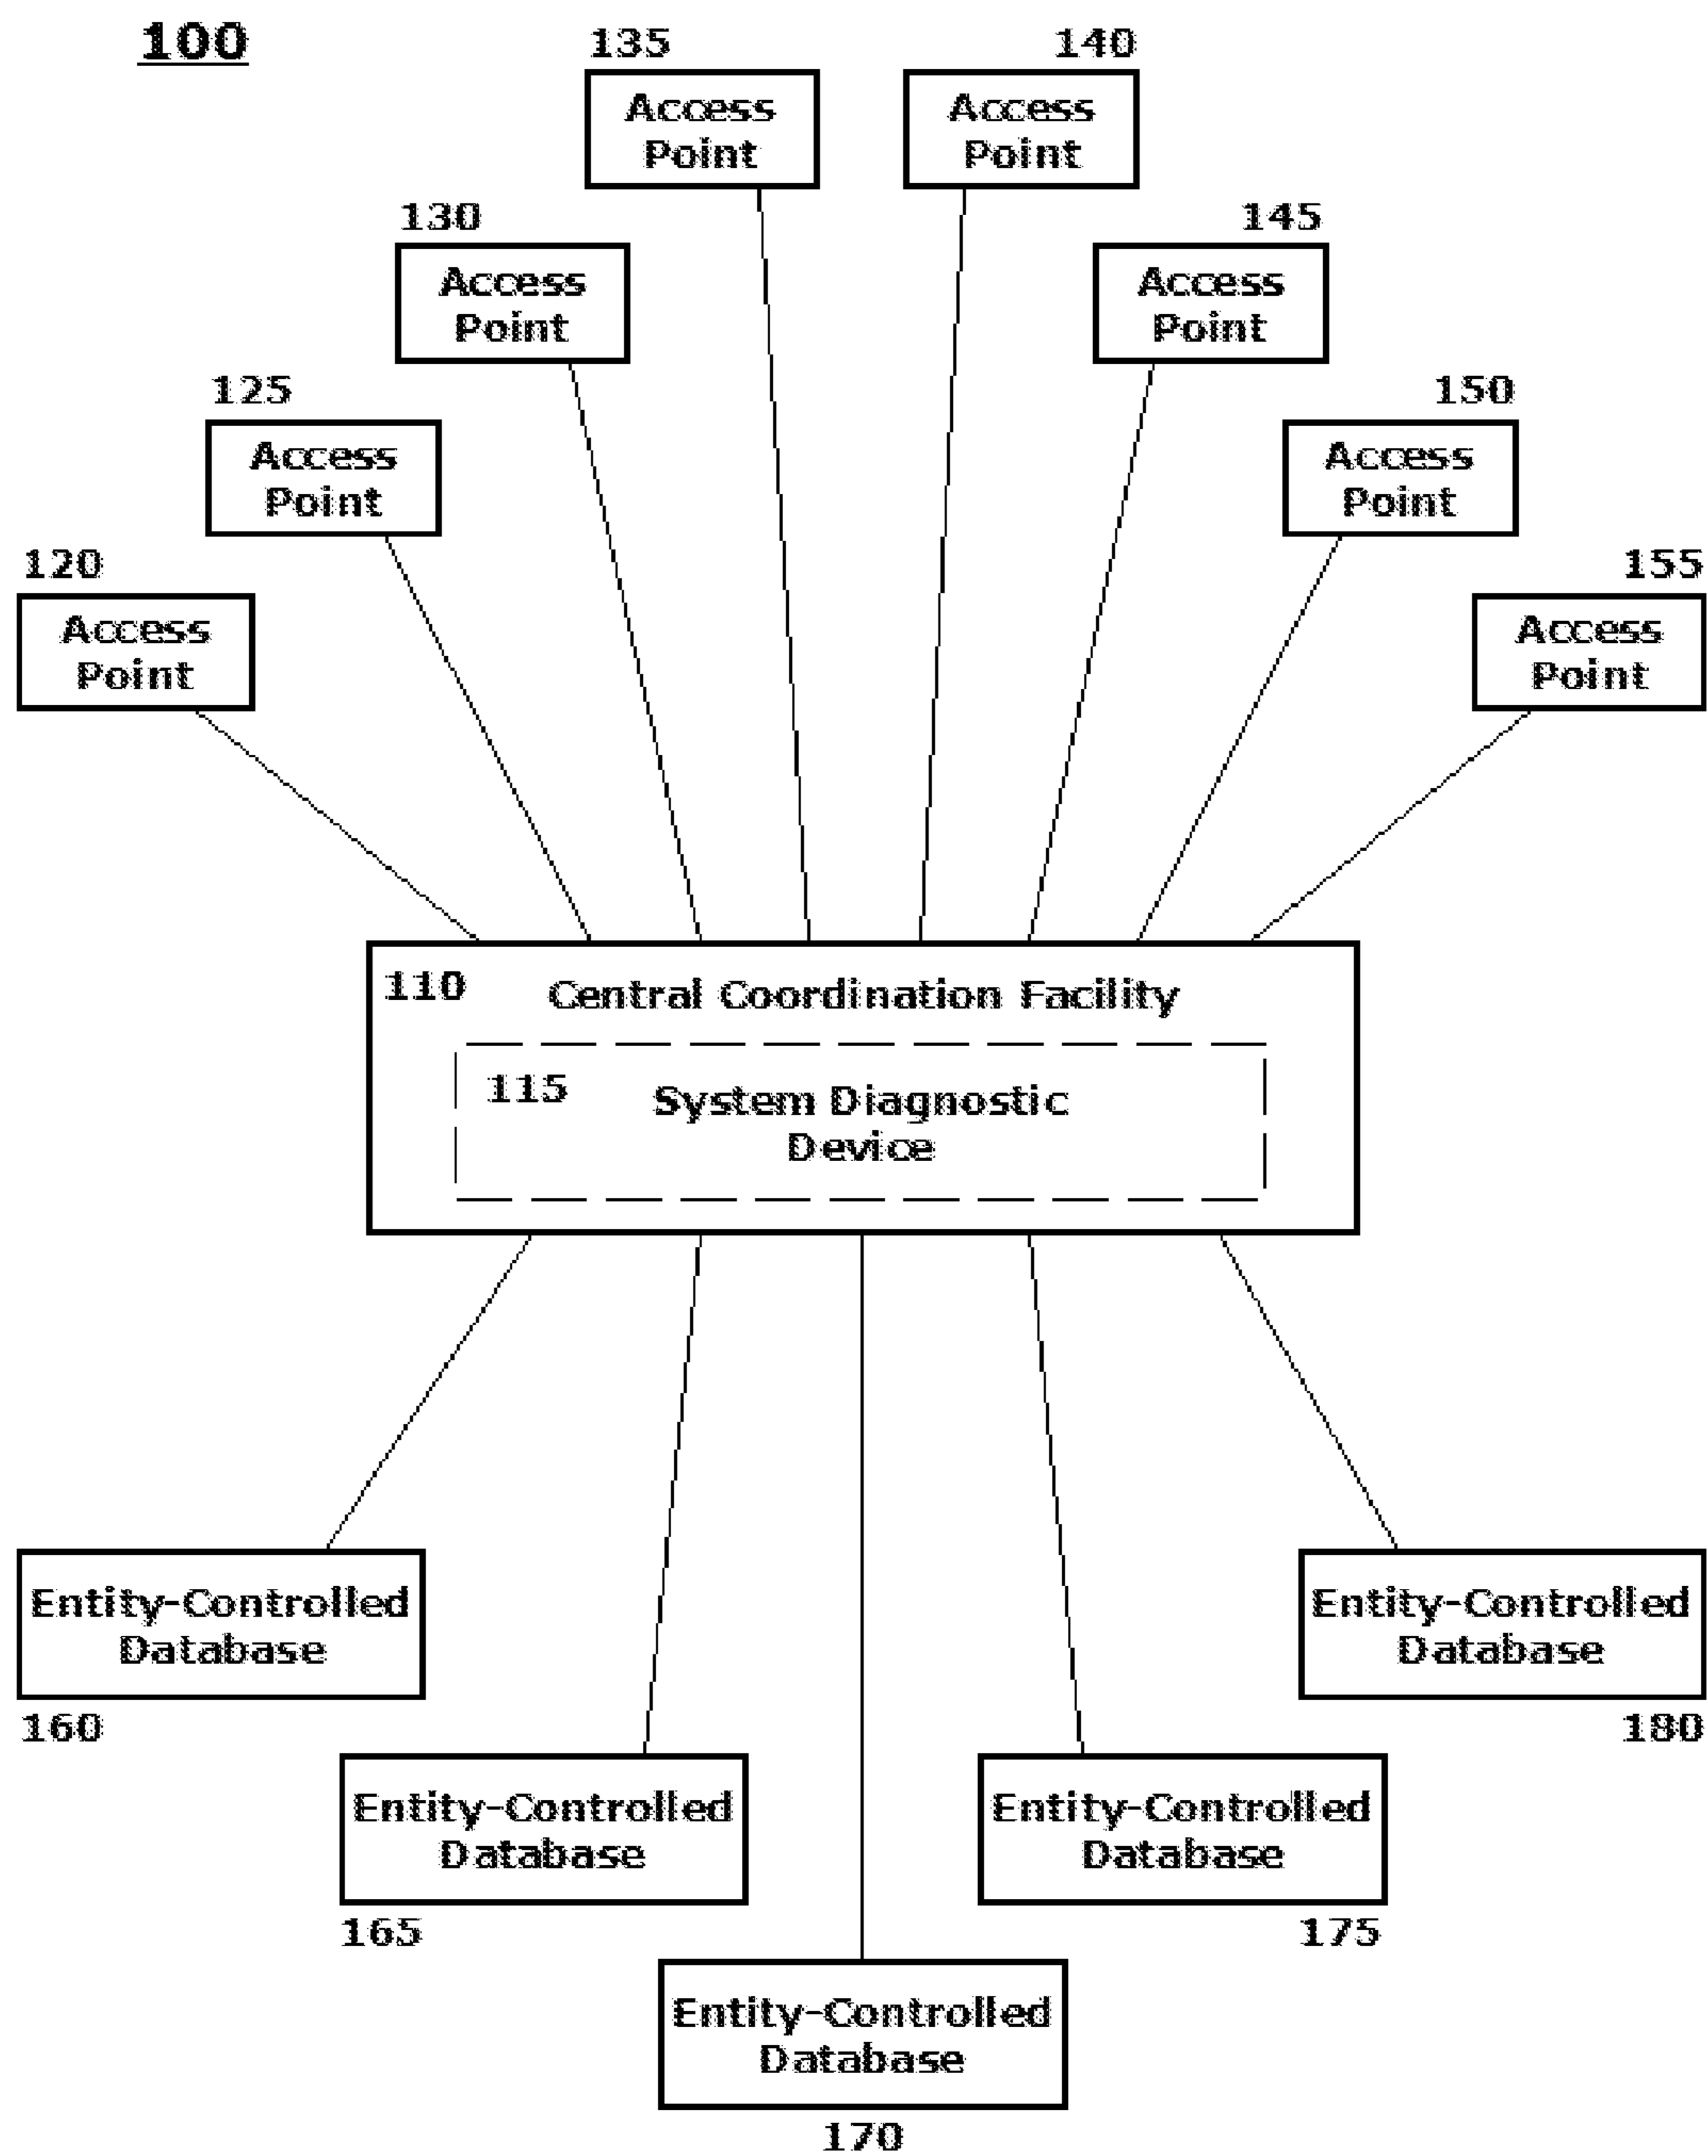 100
135
140
Access
Point
Access
Point
130
145
Access
Point
Access
Point
125
150
Access
Point
Access
Point
120
155
Access
Point
Access
Point
110
Central Coordination Facility
115
System Diagnostic
Device
Entity-Controlled
Database
160
Entity-Controlled
Database
180
Entity-Controlled
Database
165
Entity-Controlled
Database
175
Entity-Controlled
Database
170